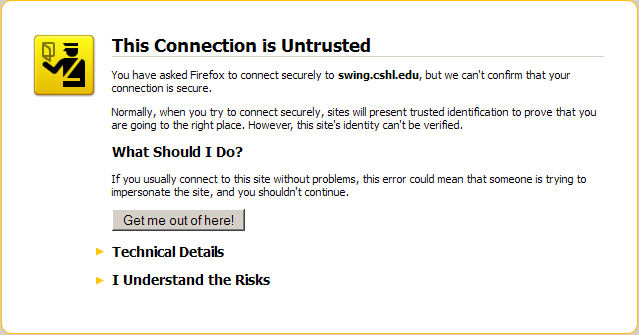 This Connection is Untrusted
You have asked Firefox to connect securely to swing.cshl.edu, but we can't confirm that your
connection is secure.
Normally, when you try to connect securely, sites will present trusted identification to prove that you
are going to the right place. However, this site's identity can't be verified.
What Should I Do?
If you usually connect to this site without problems, this error could mean that someone is trying to
impersonate the site, and you shouldn't continue.
Get me out of here!
Technical Details
I Understand the Risks